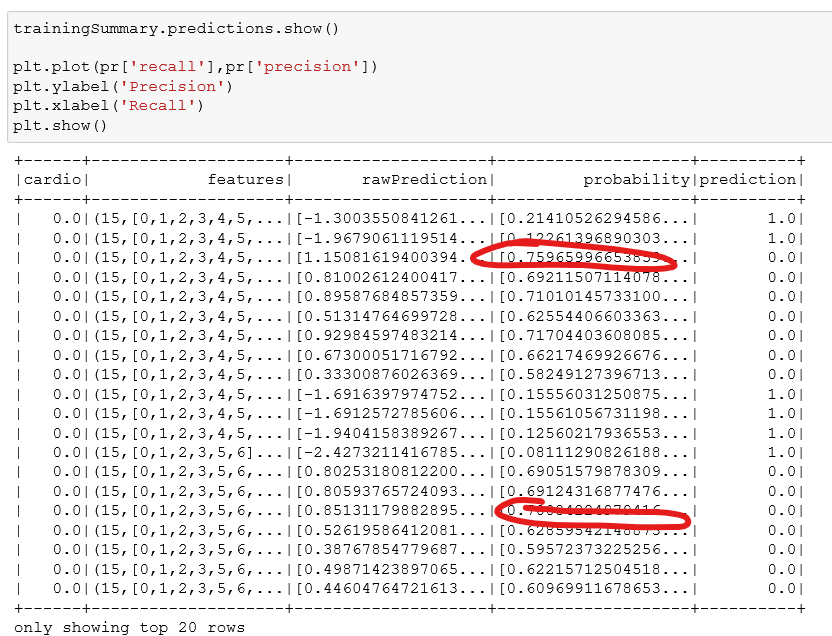 trainingSummary.predictions.show()
plt.plot(pr['recall'],pr['precision'])
plt.ylabel('Precision')
plt.xlabel('Recall')
plt.show()
+------+--------------------+--------------------+--------------------+----------+
|cardio|            features|       rawPrediction|         probability|prediction|
+------+--------------------+--------------------+--------------------+----------+
|   0.0|(15,[0,1,2,3,4,5,...|[-1.3003550841261...|[0.21410526294586...|       1.0|
|   0.0|(15,[0,1,2,3,4,5,...|[-1.9679061119514...|[0.12261396890303...|       1.0|
|   0.0|(15,[0,1,2,3,4,5,...|[1.15081619400394...|...|       0.0|
|   0.0|(15,[0,1,2,3,4,5,...|[0.81002612400417...|[0.69211507114078...|       0.0|
|   0.0|(15,[0,1,2,3,4,5,...|[0.89587684857359...|[0.71010145733100...|       0.0|
|   0.0|(15,[0,1,2,3,4,5,...|[0.51314764699728...|[0.62554406603363...|       0.0|
|   0.0|(15,[0,1,2,3,4,5,...|[0.92984597483214...|[0.71704403608085...|       0.0|
|   0.0|(15,[0,1,2,3,4,5,...|[0.67300051716792...|[0.66217469926676...|       0.0|
|   0.0|(15,[0,1,2,3,4,5,...|[0.33300876026369...|[0.58249127396713...|       0.0|
|   0.0|(15,[0,1,2,3,4,5,...|[-1.6916397974752...|[0.15556031250875...|       1.0|
|   0.0|(15,[0,1,2,3,4,5,...|[-1.6912572785606...|[0.15561056731198...|       1.0|
|   0.0|(15,[0,1,2,3,4,5,...|[-1.9404158389267...|[0.12560217936553...|       1.0|
|   0.0|(15,[0,1,2,3,5,6]...|[-2.4273211416785...|[0.08111290826188...|       1.0|
|   0.0|(15,[0,1,2,3,5,6,...|[0.80253180812200...|[0.69051579878309...|       0.0|
|   0.0|(15,[0,1,2,3,5,6,...|[0.80593765724093...|[0.69124316877476...|       0.0|
|   0.0|(15,[0,1,2,3,5,6,...|[0.85131179882895...|...|       0.0|
|   0.0|(15,[0,1,2,3,5,6,...|[0.52619586412081...|...|       0.0|
|   0.0|(15,[0,1,2,3,5,6,...|[0.38767854779687...|[0.59572373225256...|       0.0|
|   0.0|(15,[0,1,2,3,5,6,...|[0.49871423897065...|[0.62215712504518...|       0.0|
|   0.0|(15,[0,1,2,3,5,6,...|[0.44604764721613...|[0.60969911678653...|       0.0|
+------+--------------------+--------------------+--------------------+----------+
only showing top 20 rows